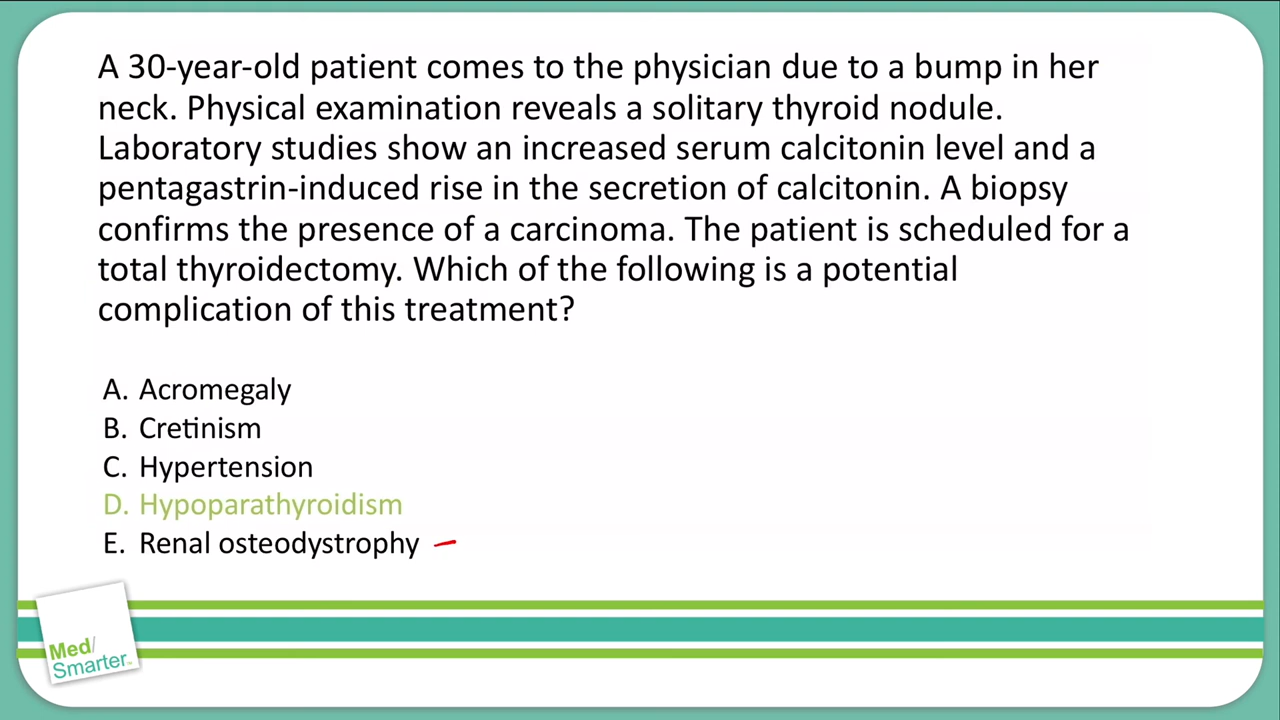 A 30-year-old patient comes to the physician due to a bump in her
neck. Physical examination reveals a solitary thyroid nodule.
Laboratory studies show an increased serum calcitonin level and a
pentagastrin-induced rise in the secretion of calcitonin. A biopsy
confirms the presence of a carcinoma. The patient is scheduled for a
total thyroidectomy. Which of the following is a potential
complication of this treatment?
A. Acromegaly
B. Cretinism
C. Hypertension
D. Hypoparathyroidism
E. Renal osteodystrophy
Med/
Smarter™